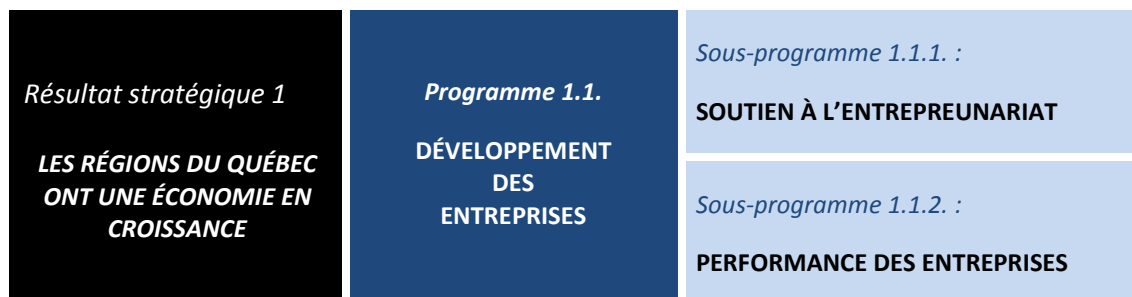 Résultat stratégique 1
LES RÉGIONS DU QUÉBEC
ONT UNE ÉCONOMIE EN
CROISSANCE
Programme 1.1.
DÉVELOPPEMENT
DES
ENTREPRISES
Sous-programme 1.1.1. :
SOUTIEN À L’ENTREPREUNARIAT
Sous-programme 1.1.2. :
PERFORMANCE DES ENTREPRISES